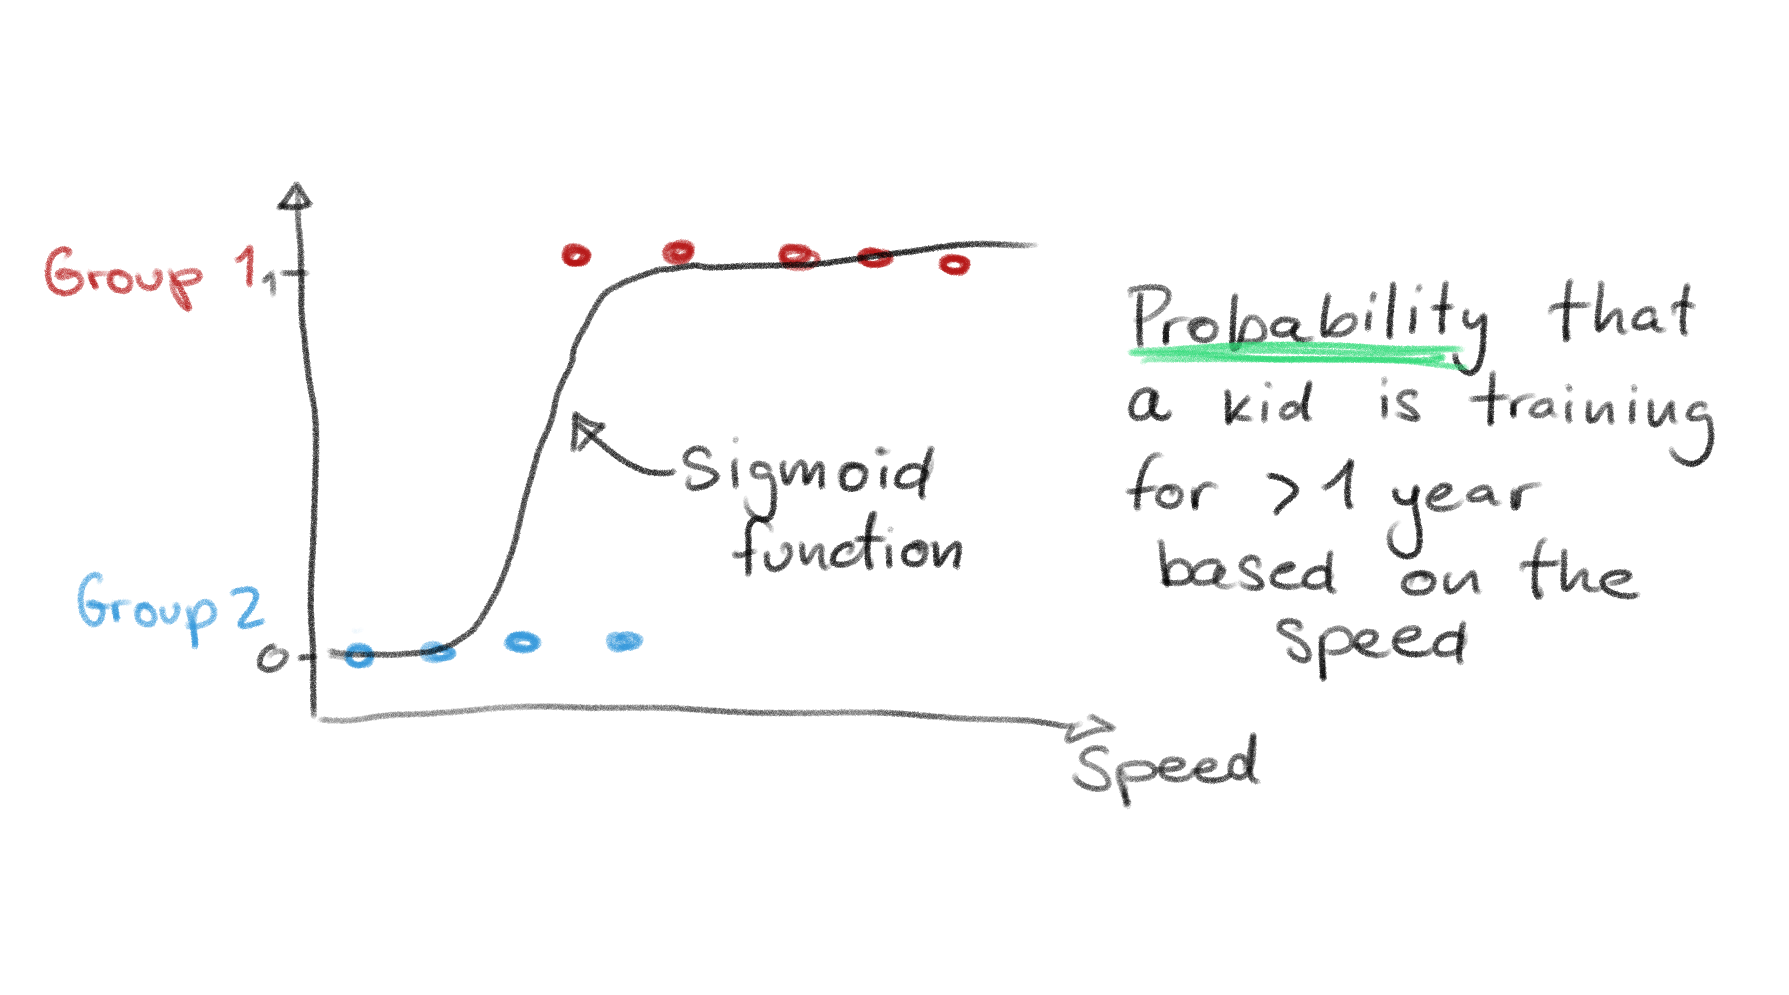 Group 1
1
Group 2
0
Sigmoid
function
Speed
Probability that
a kid is training
for >1 year
based on the
speed